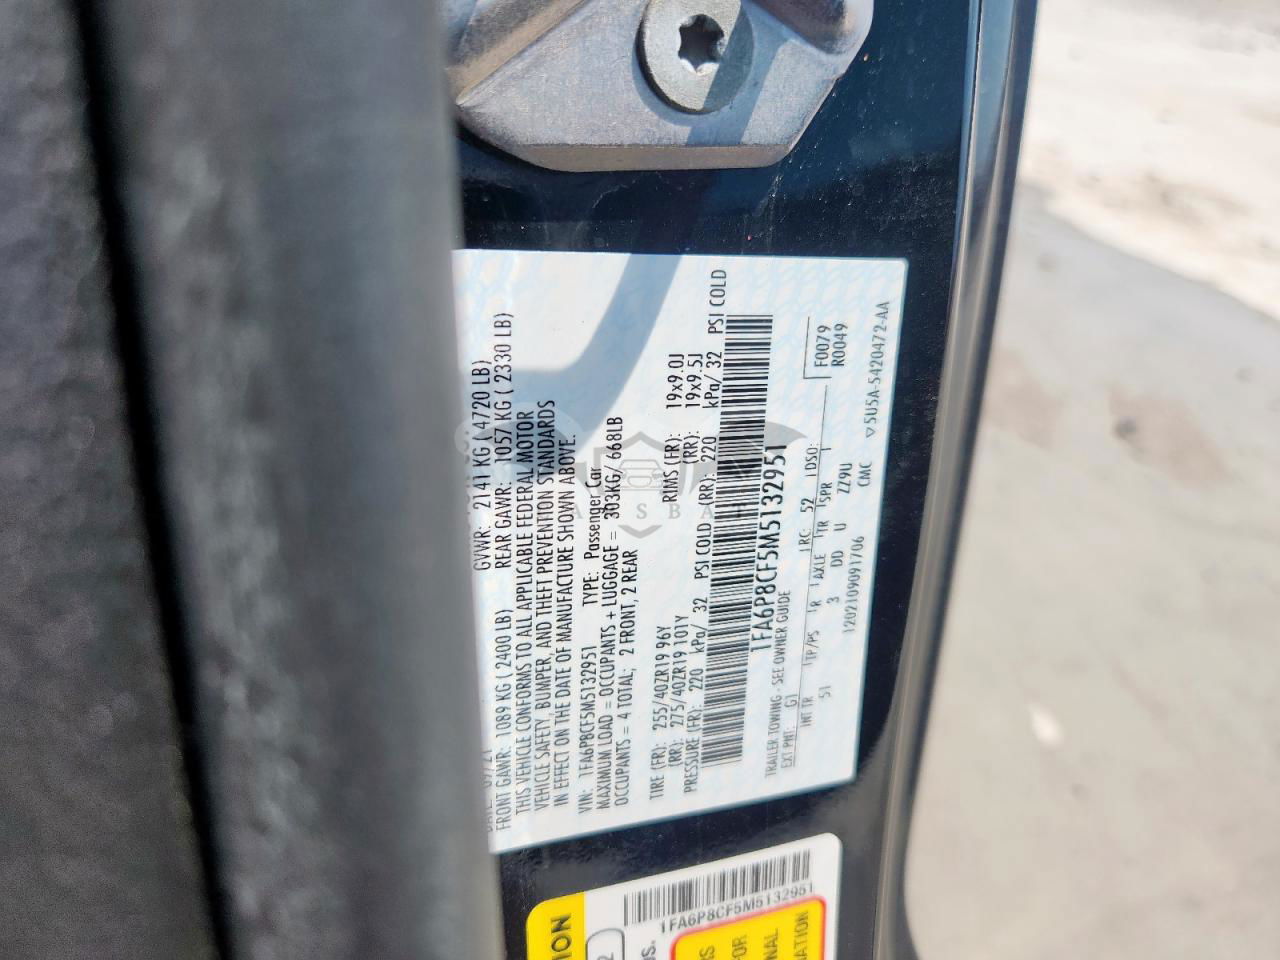 GVWR: 2141 KG ( 4720 LB)
FRONT GAWR: 1089 KG ( 2400 LB) REAR GAWR: 1057 KG ( 2330 LB)
THIS VEHICLE CONFORMS TO ALL APPLICABLE FEDERAL MOTOR
VEHICLE SAFETY, BUMPER, AND THEFT PREVENTION STANDARDS
IN EFFECT ON THE DATE OF MANUFACTURE SHOWN ABOVE.
VIN: 1FA6P8CF5M5132951 TYPE: Passenger Car
MAXIMUM LOAD = OCCUPANTS + LUGGAGE = 303KG/ 668LB
OCCUPANTS = 4 TOTAL; 2 FRONT, 2 REAR
TIRE (FR): 255/40ZR19 96Y RIMS (FR): 19x9.0J
(RR): 275/40ZR19 101Y (RR): 19x9.5J
PRESSURE (FR): 220 kPa/ 32 PSI COLD (RR): 220 kPa/ 32 PSI COLD
1FA6P8CF5M5132951
TRAILER TOWING - SEE OWNER GUIDE
EXT PNT: G1 RC: 52 DSO: F0079
INT TR TP/PS R AXLE TR SPR R0049
51 3 DD U ZZ9U
1202109091706 CMC ▽5U5A-5420472-AA
1FA6P8CF5M5132951